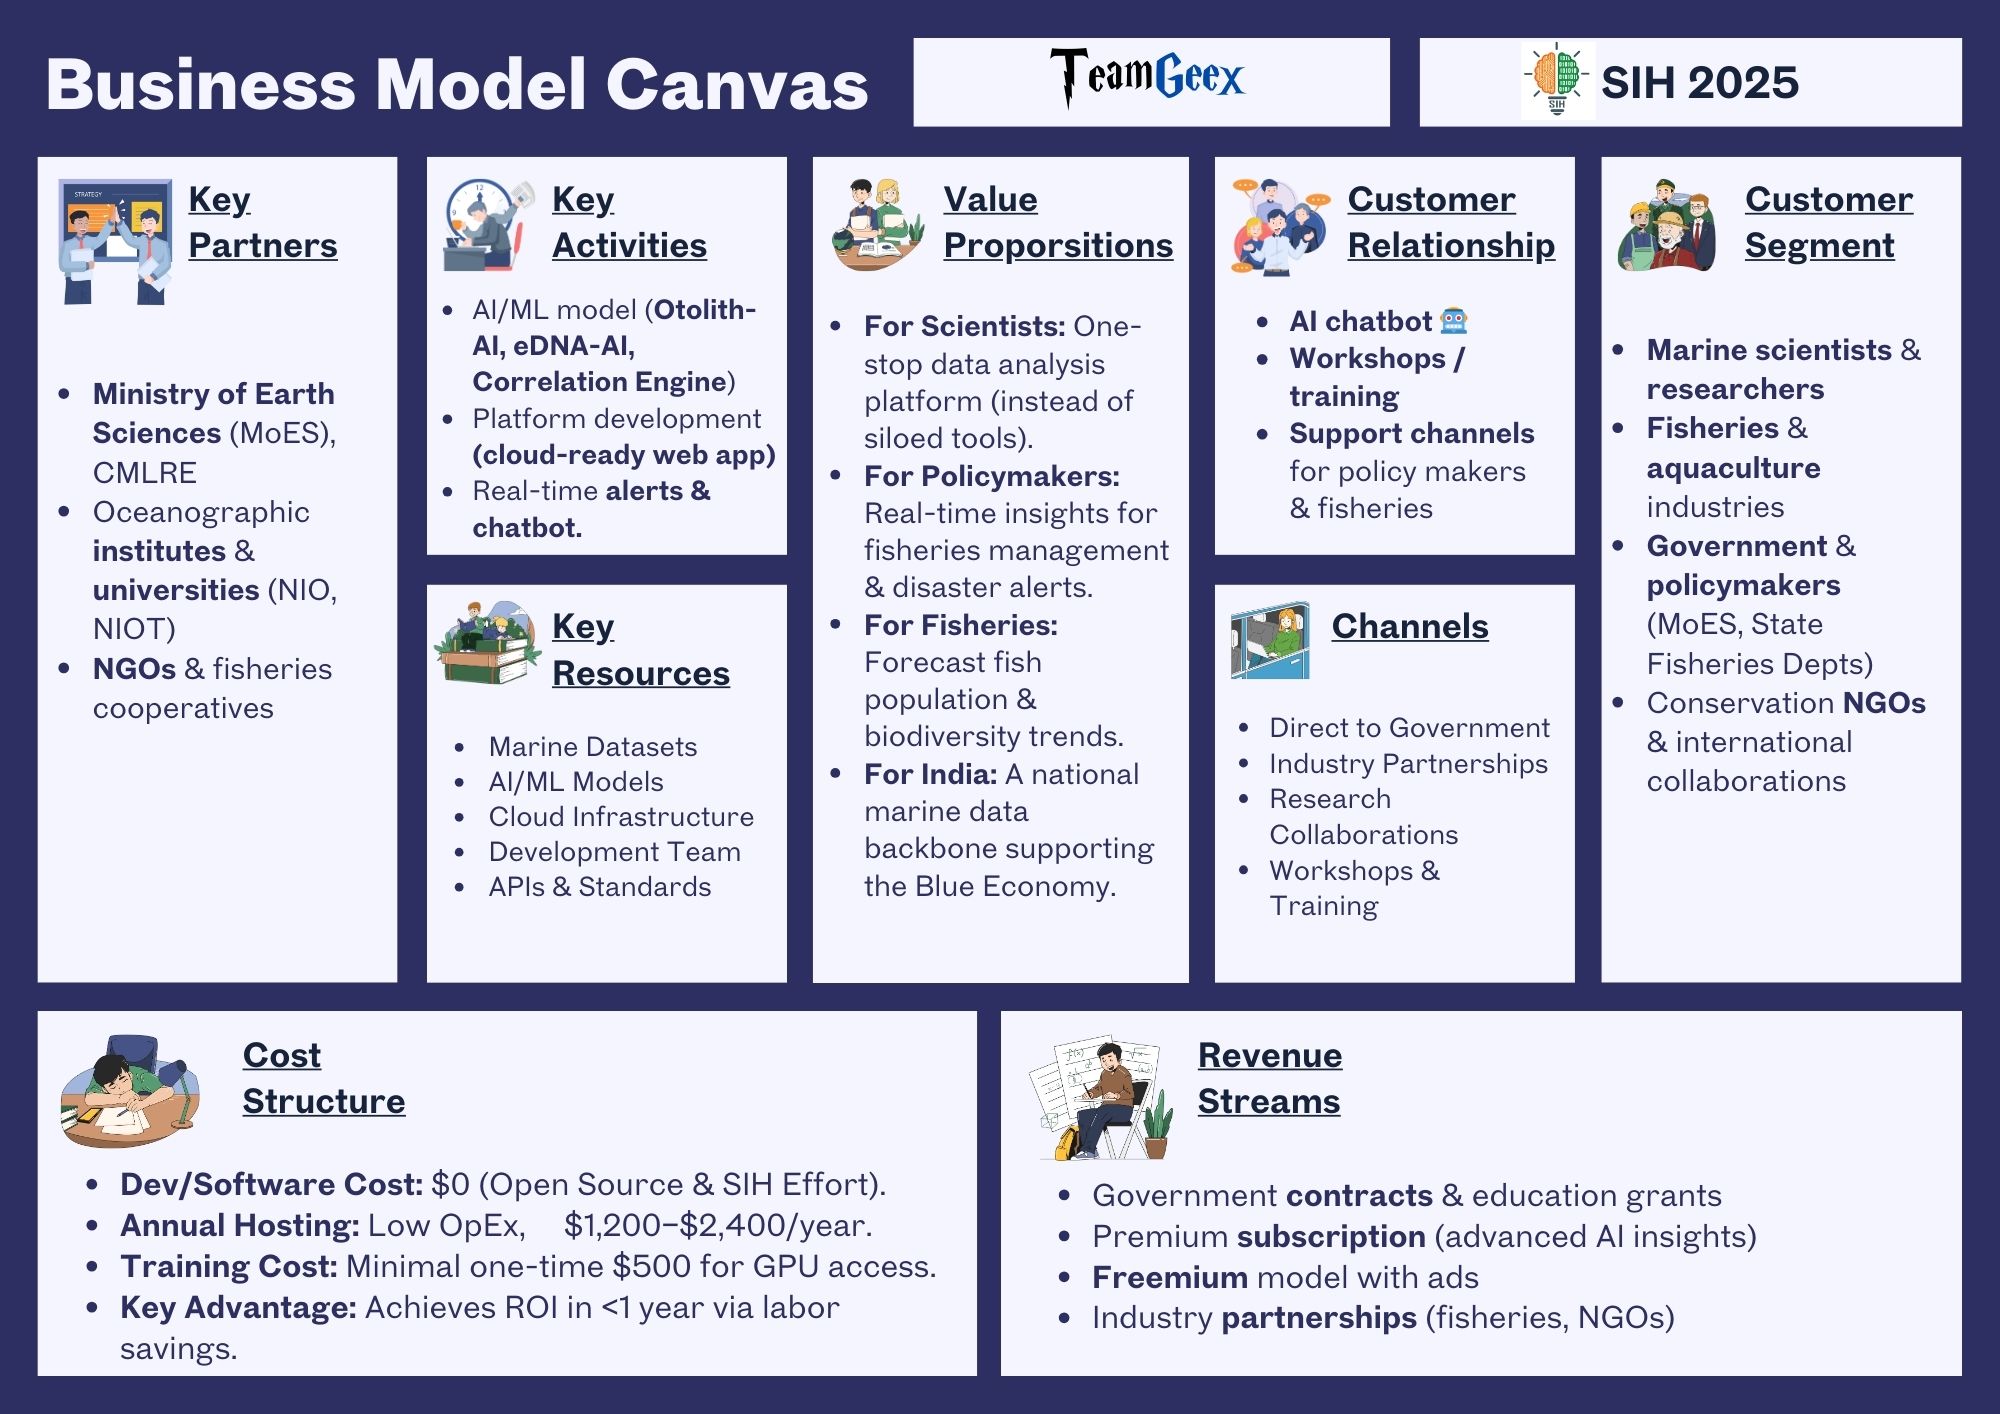 Business Model Canvas
TeamGeex
SIH
SIH 2025
STRATEGY
Key
Partners
Ministry of Earth
Sciences (MoES),
CMLRE
Oceanographic
institutes &
universities (NIO,
NIOT)
NGOs & fisheries
cooperatives
12
9
Key
Activities
AI/ML model (Otolith-
AI, eDNA-AI,
Correlation Engine)
Platform development
(cloud-ready web app)
Real-time alerts &
chatbot.
Key
Resources
Marine Datasets
AI/ML Models
Cloud Infrastructure
Development Team
APIs & Standards
Value
Proporsitions
For Scientists: One-
stop data analysis
platform (instead of
siloed tools).
For Policymakers:
Real-time insights for
fisheries management
& disaster alerts.
For Fisheries:
Forecast fish
population &
biodiversity trends.
For India: A national
marine data
backbone supporting
the Blue Economy.
Customer
Relationship
AI chatbot 🤖
Workshops /
training
Support channels
for policy makers
& fisheries
Channels
Direct to Government
Industry Partnerships
Research
Collaborations
Workshops &
Training
Customer
Segment
Marine scientists &
researchers
Fisheries &
aquaculture
industries
Government &
policymakers
(MoES, State
Fisheries Depts)
Conservation NGOs
& international
collaborations
Cost
Structure
Dev/Software Cost: $0 (Open Source & SIH Effort).
Annual Hosting: Low OpEx, $1,200–$2,400/year.
Training Cost: Minimal one-time $500 for GPU access.
Key Advantage: Achieves ROI in <1 year via labor
savings.
Revenue
Streams
Government contracts & education grants
Premium subscription (advanced AI insights)
Freemium model with ads
Industry partnerships (fisheries, NGOs)